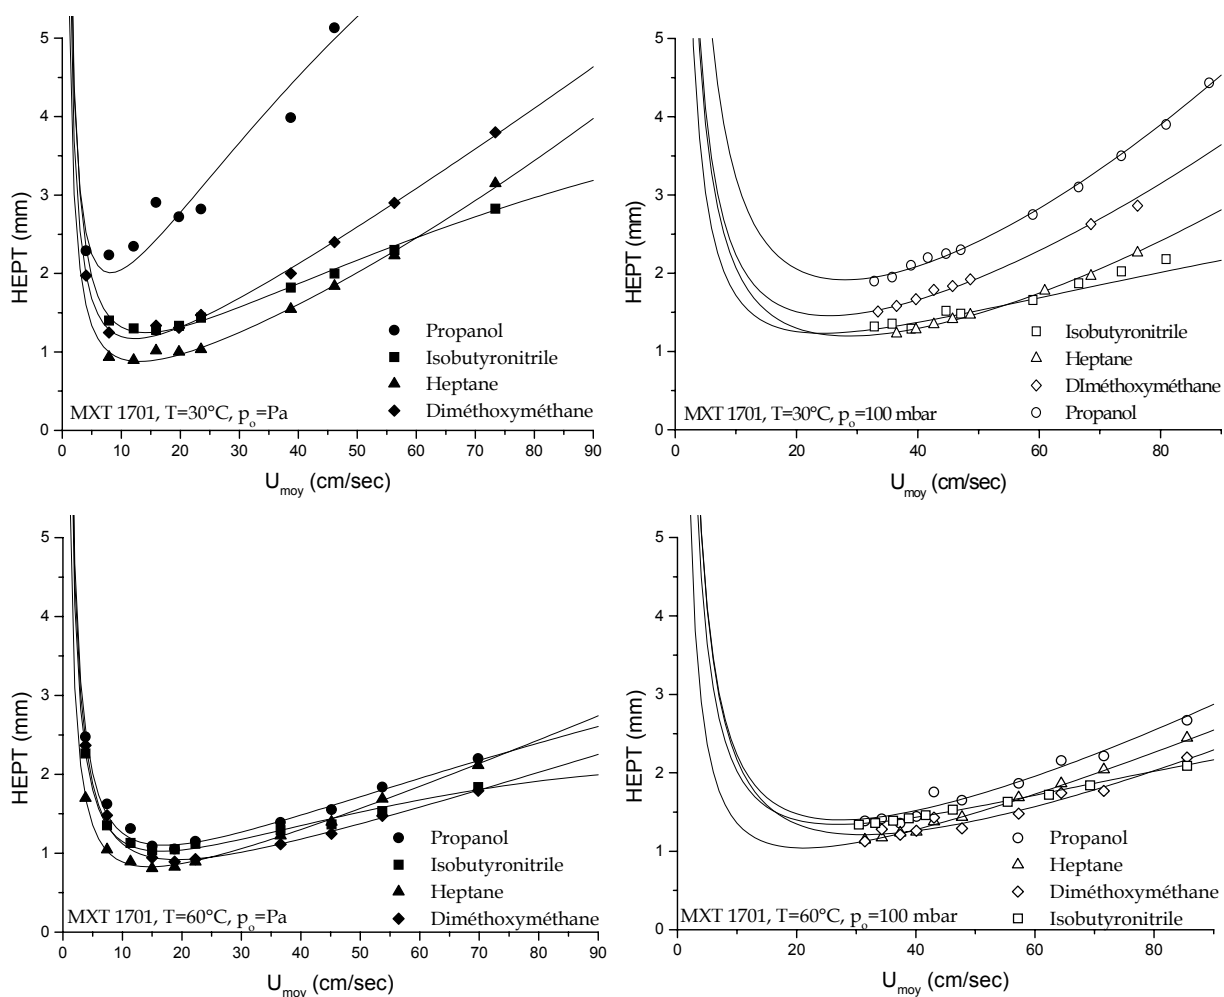 HEPT (mm)
5
4
3
2
1
0
Propanol
Isobutyronitrile
Heptane
Diméthoxyméthane
MXT 1701, T=30°C, po=Pa
0 10 20 30 40 50 60 70 80 90
Umoy (cm/sec)
HEPT (mm)
5
4
3
2
1
0
Isobutyronitrile
Heptane
DIméthoxyméthane
Propanol
MXT 1701, T=30°C, po=100 mbar
0 20 40 60 80
Umoy (cm/sec)
HEPT (mm)
5
4
3
2
1
0
Propanol
Isobutyronitrile
Heptane
Diméthoxyméthane
MXT 1701, T=60°C, po=Pa
0 10 20 30 40 50 60 70 80 90
Umoy (cm/sec)
HEPT (mm)
5
4
3
2
1
0
Propanol
Heptane
Diméthoxyméthane
Isobutyronitrile
MXT 1701, T=60°C, po=100 mbar
0 20 40 60 80
Umoy (cm/sec)